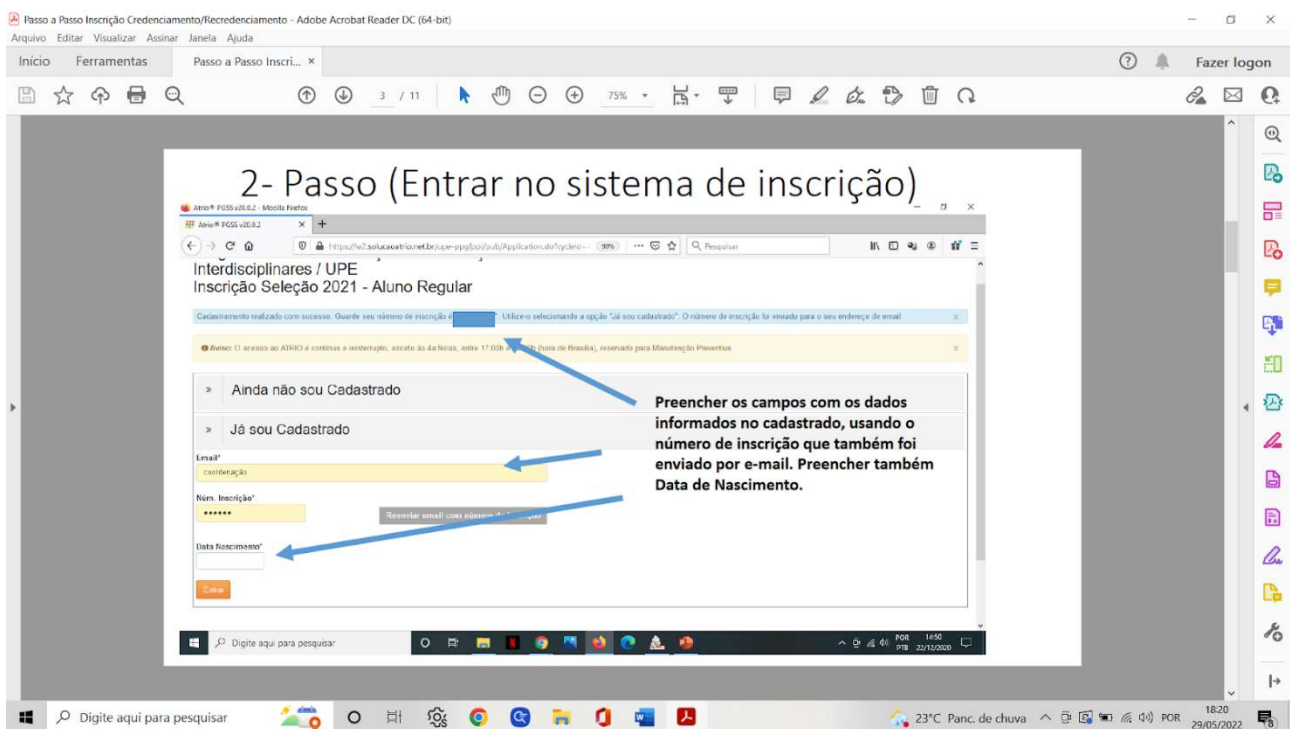 Passo a Passo Inscrição Credenciamento/Recredenciamento - Adobe Acrobat Reader DC (64-bit)
Arquivo Editar Visualizar Assinar Janela Ajuda
Início Ferramentas Passo a Passo Inscri... × Fazer logon
3 / 11 75%
2- Passo (Entrar no sistema de inscrição)
Atrio® PGSS v20.0.2 - Mozilla Firefox
Atrio® PGSS v20.0.2
90% Pesquisar
Interdisciplinares / UPE
Inscrição Seleção 2021 - Aluno Regular
Cadastramento realizado com sucesso. Guarde seu número de inscrição é . Utilize-o selecionando a opção "Já sou cadastrado". O número de inscrição foi enviado para o seu endereço de email.
Aviso: O acesso ao ATRIO é contínuo e ininterrupto, exceto às 4a feiras, entre (hora de Brasília), reservado para Manutenção Preventiva.
» Ainda não sou Cadastrado
» Já sou Cadastrado
Preencher os campos com os dados
informados no cadastrado, usando o
número de inscrição que também foi
enviado por e-mail. Preencher também
Data de Nascimento.
Email*
coordenação
Núm. Inscrição*
Reenviar email com número de
Data Nascimento*
Entrar
Digite aqui para pesquisar
POR 14:50
PTB 22/12/2020
Digite aqui para pesquisar 23°C Panc. de chuva POR 18:20
29/05/2022